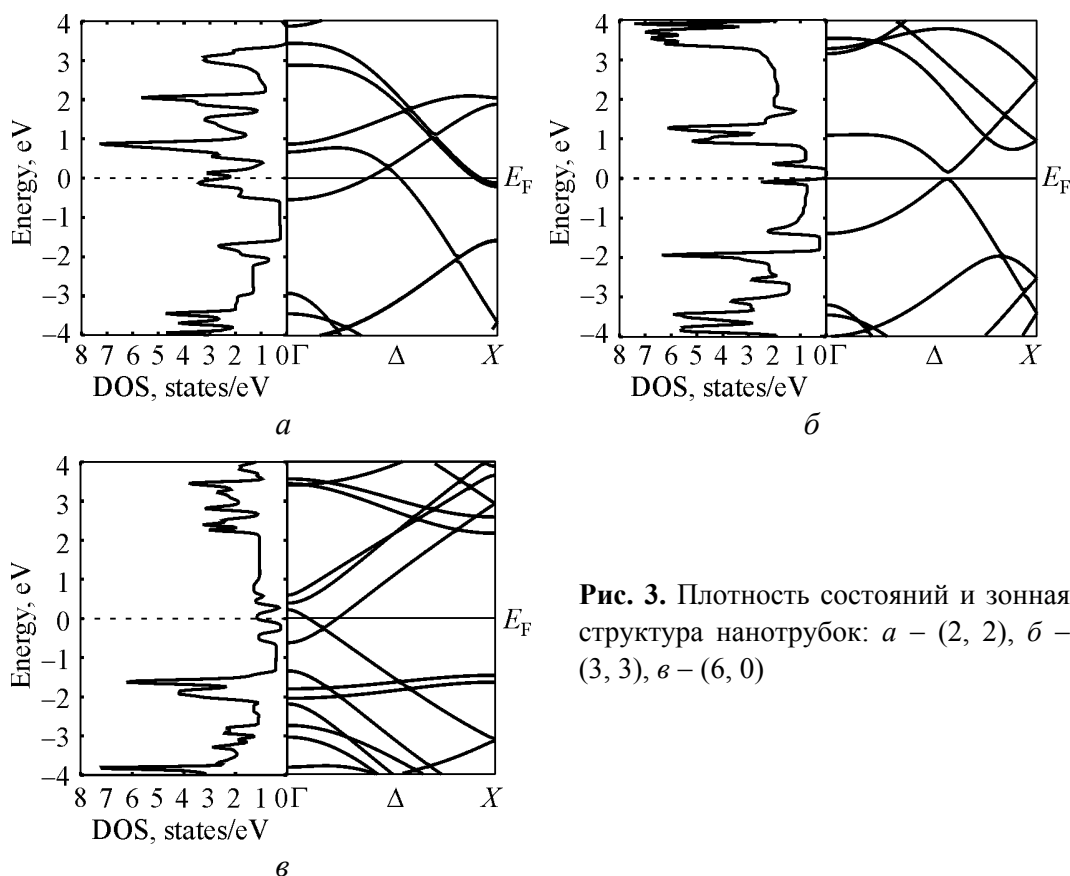 4
3
2
1
0
–1
–2
–3
–4
Energy, eV
E_F
8 7 6 5 4 3 2 1 0 Γ Δ X
DOS, states/eV
а
4
3
2
1
0
–1
–2
–3
–4
Energy, eV
E_F
8 7 6 5 4 3 2 1 0 Γ Δ X
DOS, states/eV
б
4
3
2
1
0
–1
–2
–3
–4
Energy, eV
E_F
8 7 6 5 4 3 2 1 0 Γ Δ X
DOS, states/eV
в
Рис. 3. Плотность состояний и зонная
структура нанотрубок: а – (2, 2), б –
(3, 3), в – (6, 0)